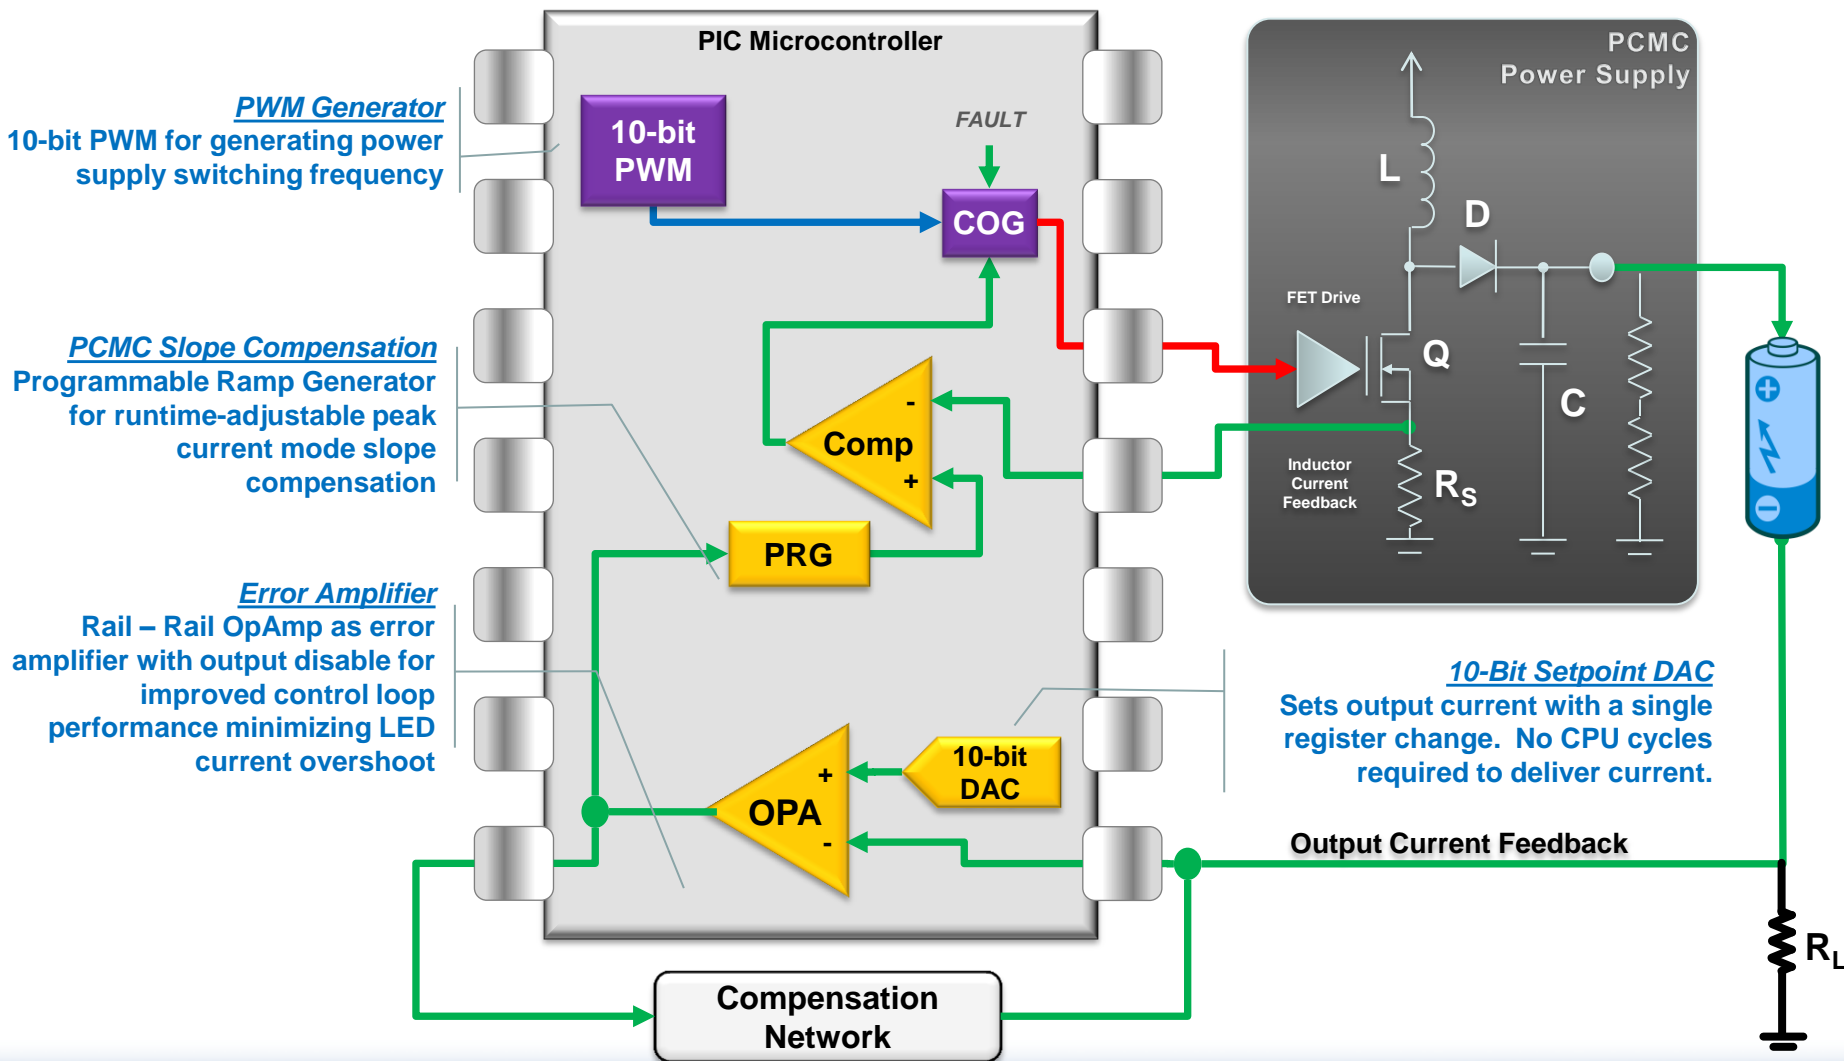 PIC Microcontroller
PWM Generator
10-bit PWM for generating power
supply switching frequency
10-bit
PWM
FAULT
COG
PCMC
Power Supply
L
D
FET Drive
Q
C
Inductor
Current
Feedback
RS
PCMC Slope Compensation
Programmable Ramp Generator
for runtime-adjustable peak
current mode slope
compensation
-
Comp
+
PRG
Error Amplifier
Rail – Rail OpAmp as error
amplifier with output disable for
improved control loop
performance minimizing LED
current overshoot
+
OPA
-
10-bit
DAC
10-Bit Setpoint DAC
Sets output current with a single
register change.  No CPU cycles
required to deliver current.
Output Current Feedback
RL
Compensation
Network